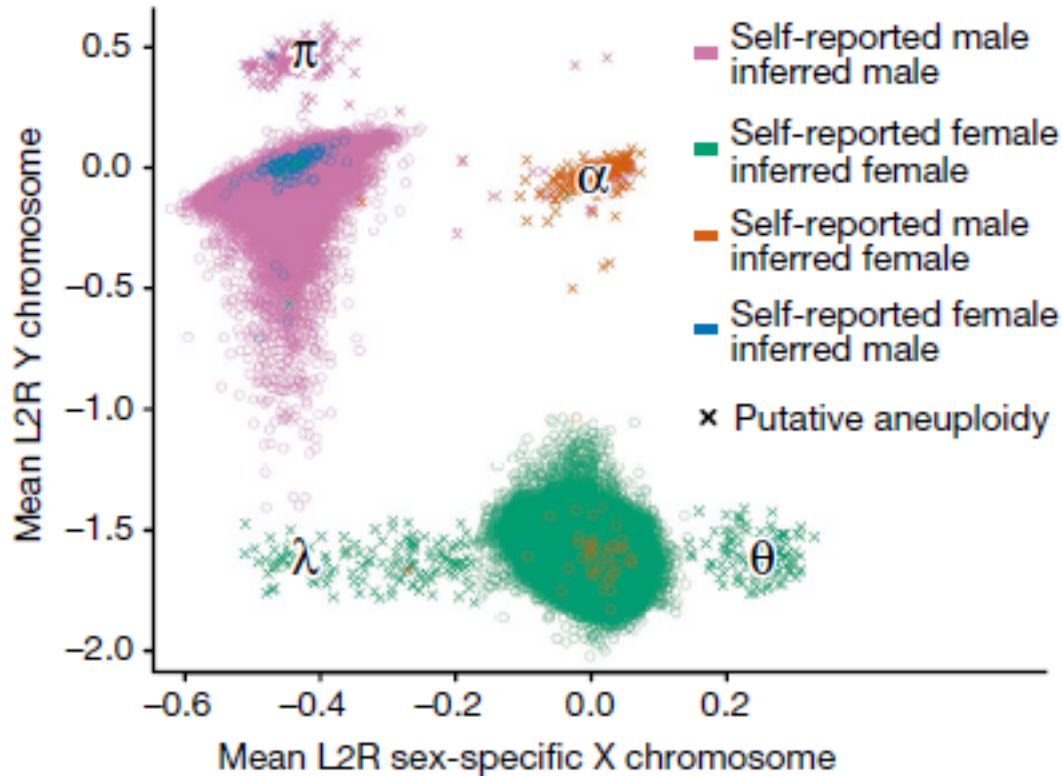 0.5
0.0
−0.5
−1.0
−1.5
−2.0
Mean L2R Y chromosome
−0.6
−0.4
−0.2
0.0
0.2
Mean L2R sex-specific X chromosome
π
α
λ
θ
Self-reported male
inferred male
Self-reported female
inferred female
Self-reported male
inferred female
Self-reported female
inferred male
× Putative aneuploidy